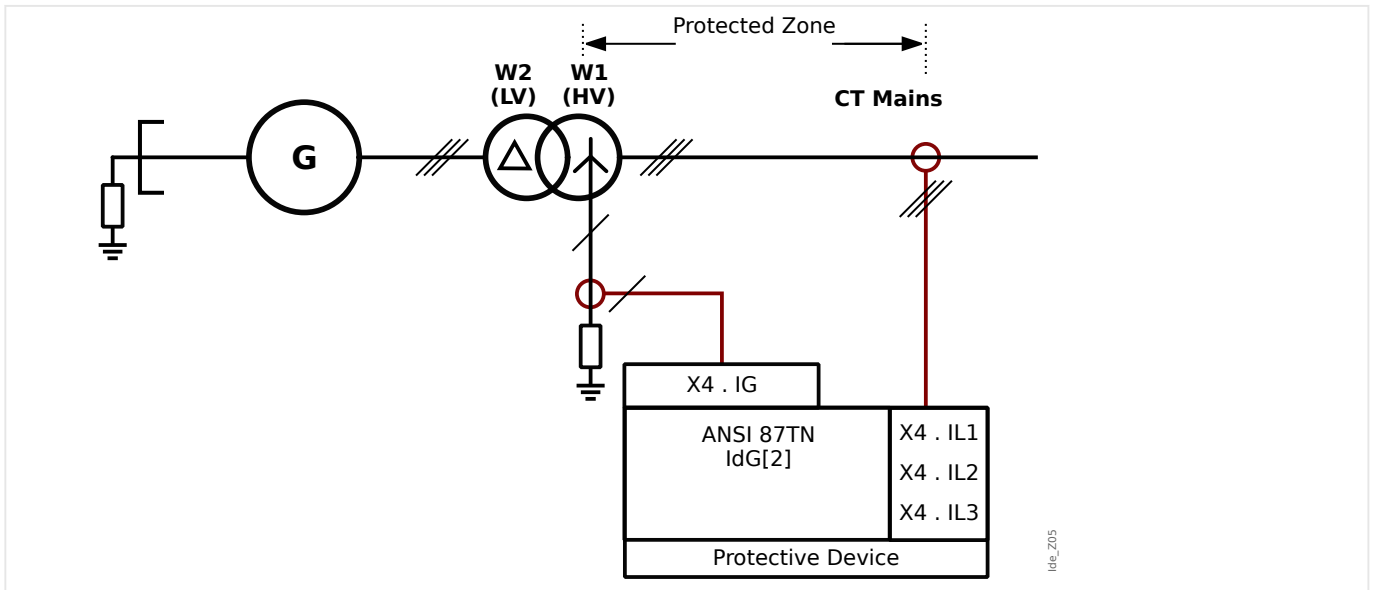 Protected Zone
W2
(LV)
W1
(HV)
CT Mains
G
X4 . IG
ANSI 87TN
IdG[2]
X4 . IL1
X4 . IL2
X4 . IL3
Protective Device
Ide_Z05